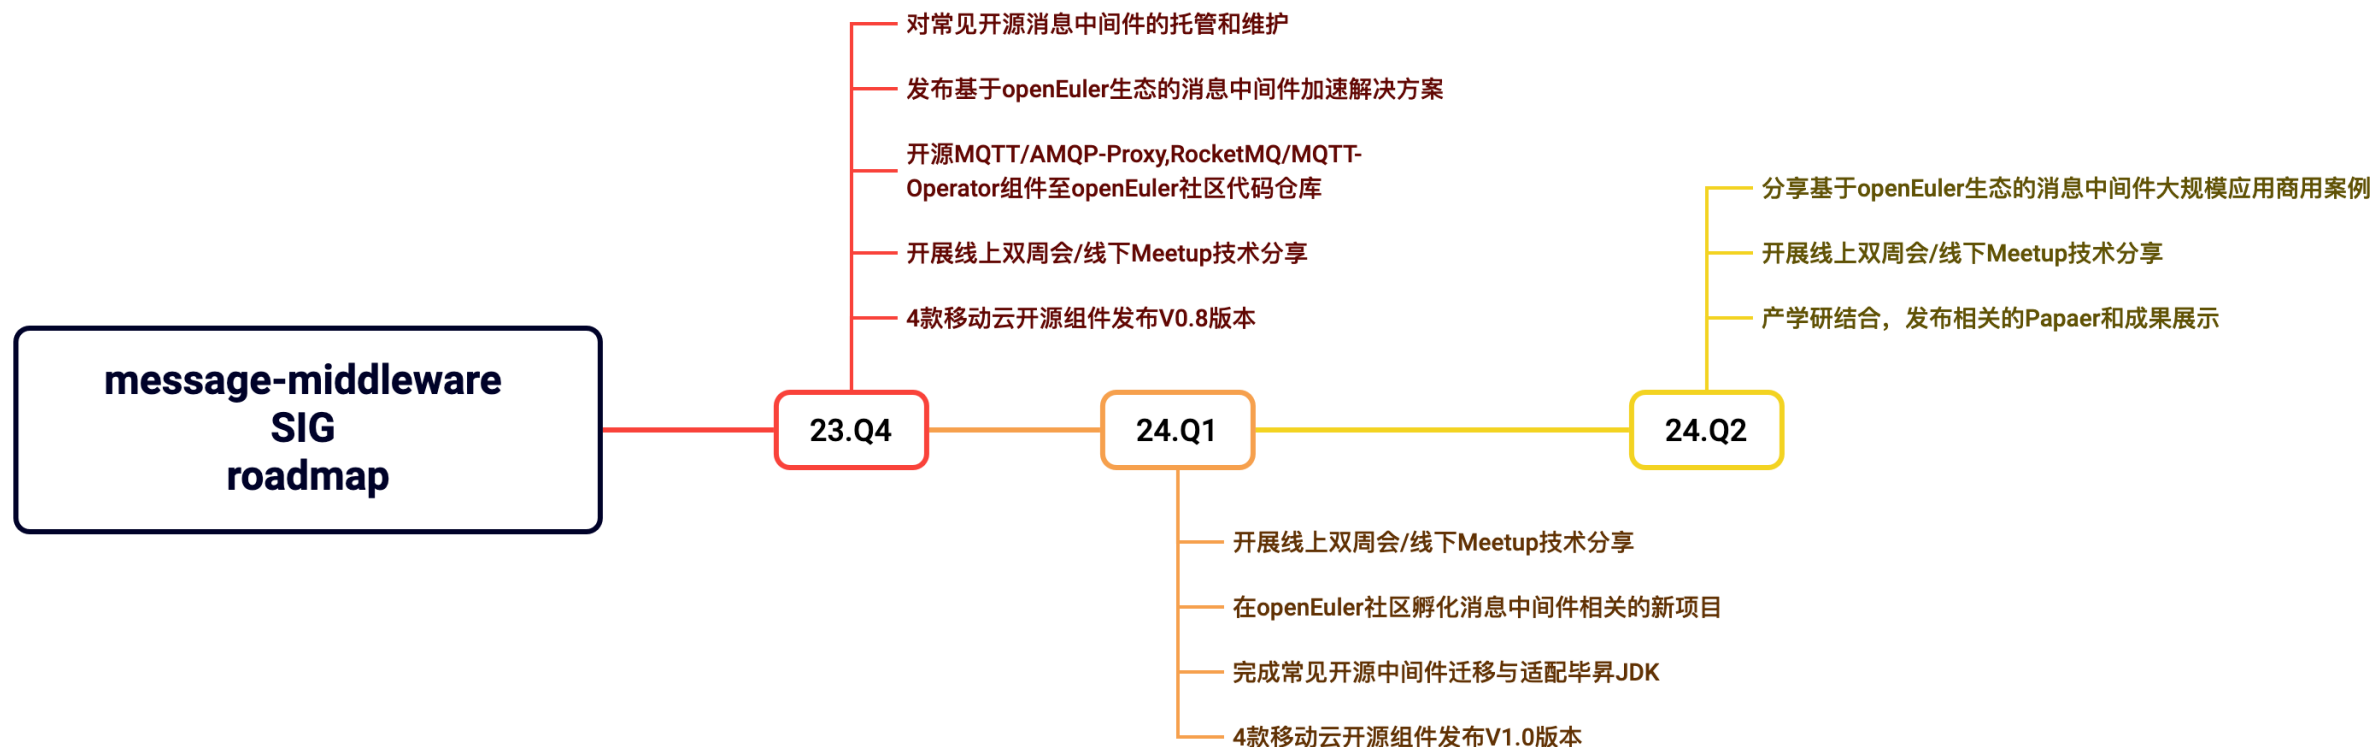 对常见开源消息中间件的托管和维护
发布基于openEuler生态的消息中间件加速解决方案
开源MQTT/AMQP-Proxy,RocketMQ/MQTT-
Operator组件至openEuler社区代码仓库
开展线上双周会/线下Meetup技术分享
4款移动云开源组件发布V0.8版本
分享基于openEuler生态的消息中间件大规模应用商用案例
开展线上双周会/线下Meetup技术分享
产学研结合，发布相关的Papaer和成果展示
message-middleware
SIG
roadmap
23.Q4
24.Q1
24.Q2
开展线上双周会/线下Meetup技术分享
在openEuler社区孵化消息中间件相关的新项目
完成常见开源中间件迁移与适配毕昇JDK
4款移动云开源组件发布V1.0版本